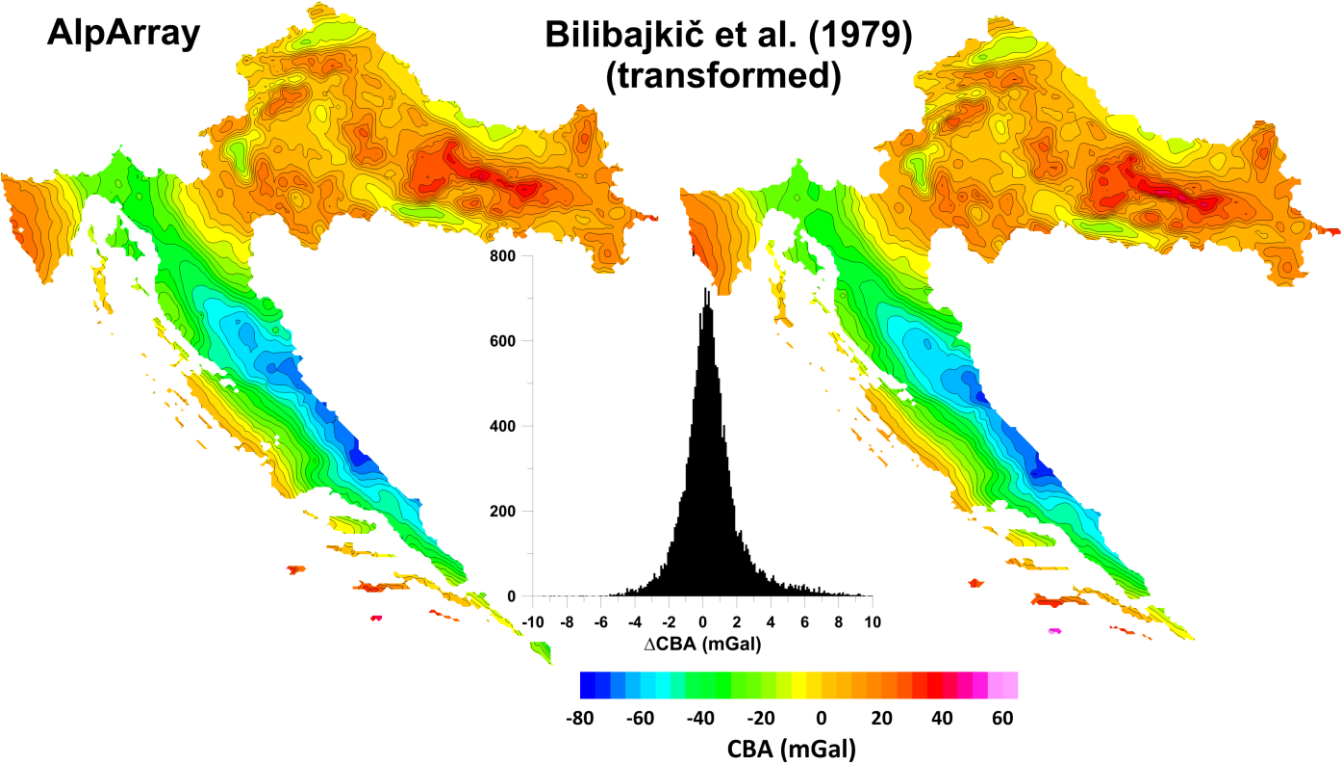 AlpArray
Bilibajkič et al. (1979)
(transformed)
800
600
400
200
0
-10 -8 -6 -4 -2 0 2 4 6 8 10
ΔCBA (mGal)
-80 -60 -40 -20 0 20 40 60
CBA (mGal)